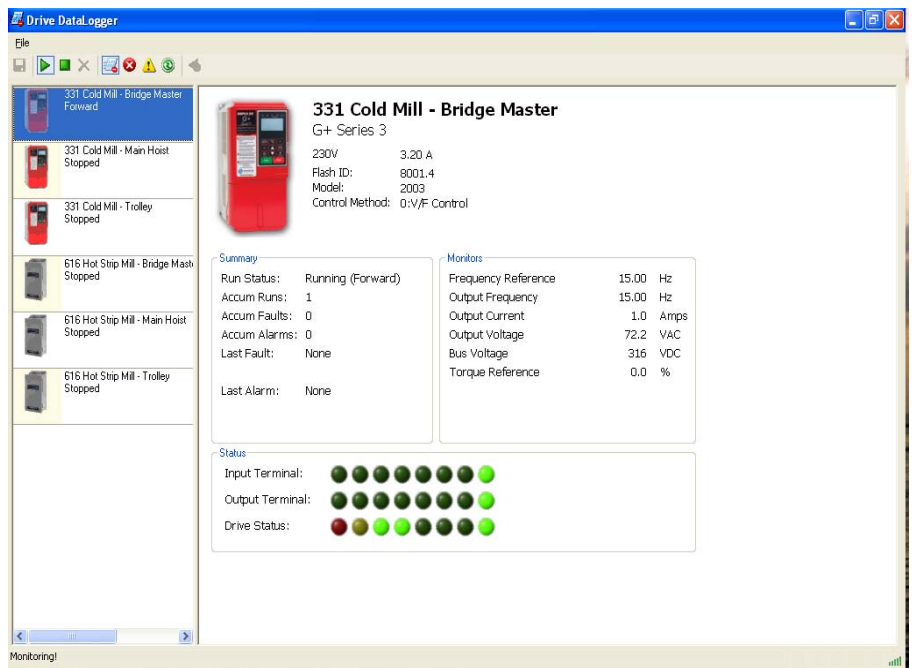 Drive DataLogger
File
331 Cold Mill - Bridge Master
Forward
331 Cold Mill - Main Hoist
Stopped
331 Cold Mill - Trolley
Stopped
616 Hot Strip Mill - Bridge Maste
Stopped
616 Hot Strip Mill - Main Hoist
Stopped
616 Hot Strip Mill - Trolley
Stopped
331 Cold Mill - Bridge Master
G+ Series 3
230V 3.20 A
Flash ID: 8001.4
Model: 2003
Control Method: 0:V/F Control
Summary
Run Status: Running (Forward)
Accum Runs: 1
Accum Faults: 0
Accum Alarms: 0
Last Fault: None
Last Alarm: None
Monitors
Frequency Reference 15.00 Hz
Output Frequency 15.00 Hz
Output Current 1.0 Amps
Output Voltage 72.2 VAC
Bus Voltage 316 VDC
Torque Reference 0.0 %
Status
Input Terminal:
Output Terminal:
Drive Status:
Monitoring!